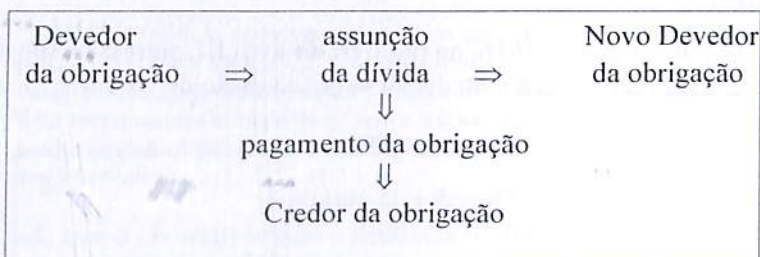 Devedor assunção Novo Devedor
da obrigação ⇒ da dívida ⇒ da obrigação
⇓
pagamento da obrigação
⇓
Credor da obrigação